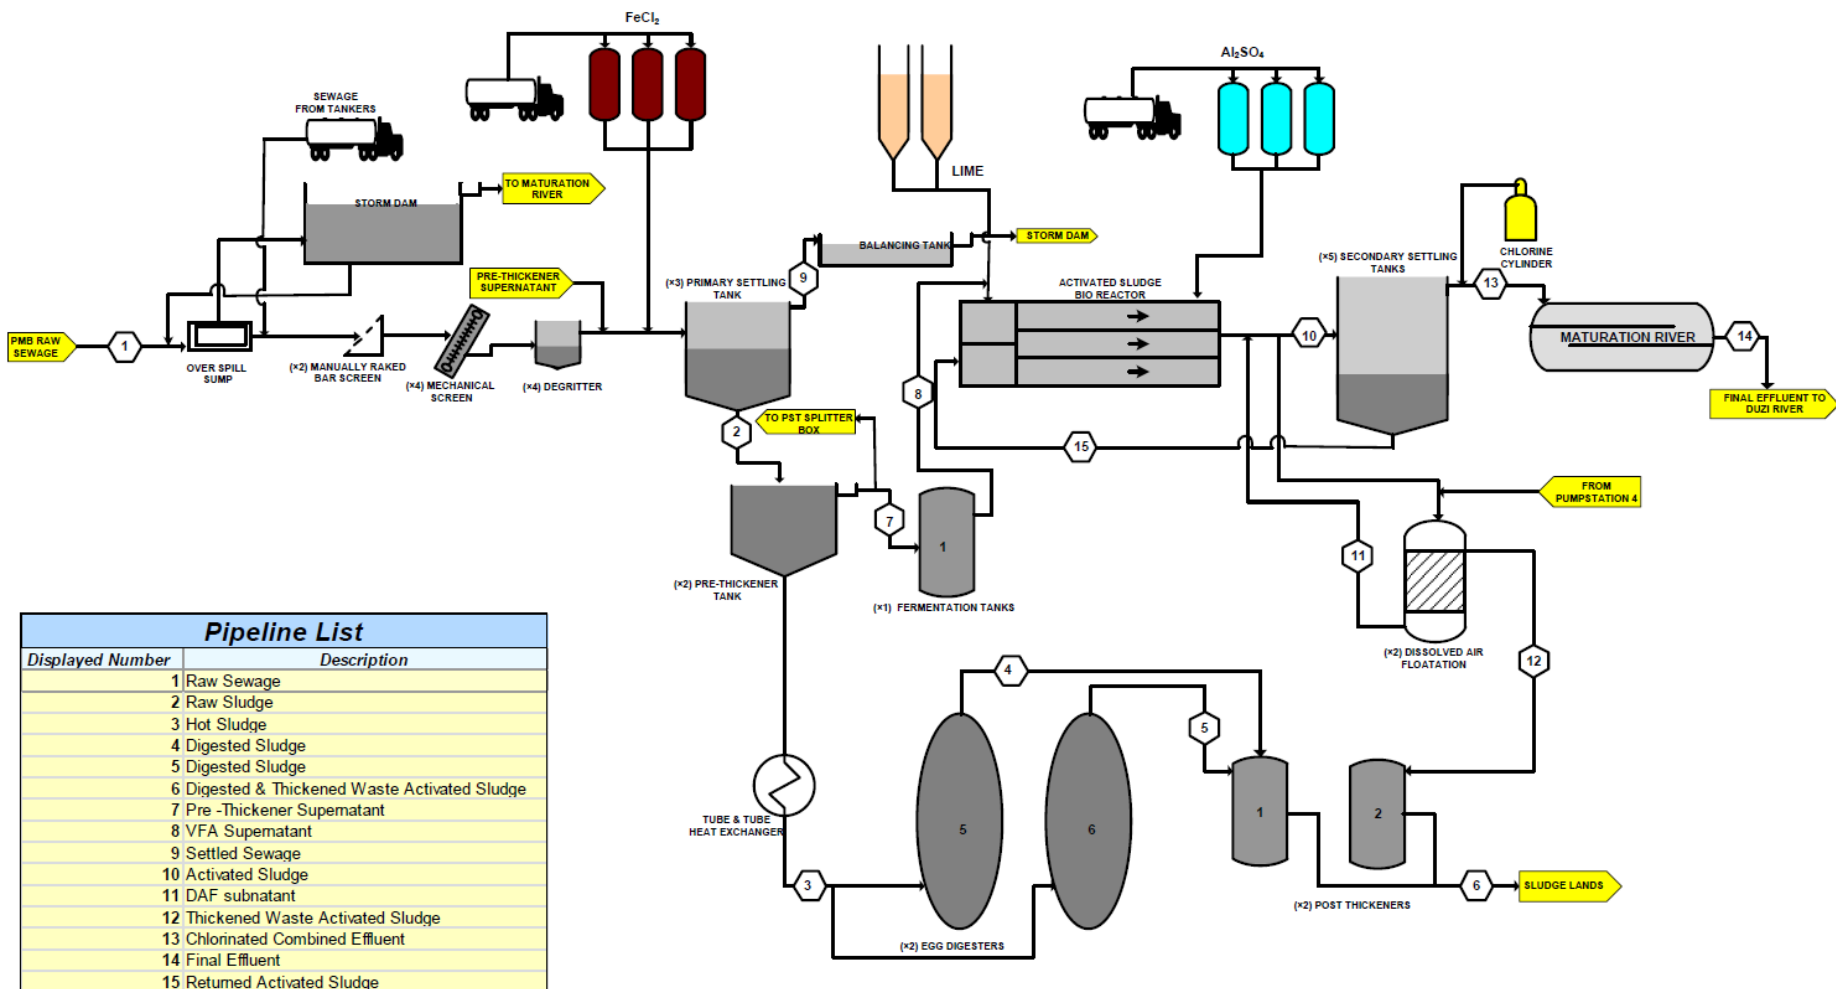 FeCl₂
SEWAGE
FROM TANKERS
Al₂SO₄
LIME
TO MATURATION
RIVER
STORM DAM
CHLORINE
CYLINDER
STORM DAM
BALANCING TANK
(×5) SECONDARY SETTLING
TANKS
PRE-THICKENER
SUPERNATANT
(×3) PRIMARY SETTLING
TANK
9
ACTIVATED SLUDGE
BIO REACTOR
13
PMB RAW
SEWAGE
1
OVER SPILL
SUMP
(×2) MANUALLY RAKED
BAR SCREEN
(×4) MECHANICAL
SCREEN
(×4) DEGRITTER
10
MATURATION RIVER
14
8
FINAL EFFLUENT TO
DUZI RIVER
2
TO PST SPLITTER
BOX
15
FROM
PUMPSTATION 4
7
1
11
(×2) PRE-THICKENER
TANK
(×1) FERMENTATION TANKS
(×2) DISSOLVED AIR
FLOATATION
12
4
5
TUBE & TUBE
HEAT EXCHANGER
5
6
1
2
3
6
SLUDGE LANDS
(×2) POST THICKENERS
(×2) EGG DIGESTERS
Pipeline List
Displayed Number Description
1 Raw Sewage
2 Raw Sludge
3 Hot Sludge
4 Digested Sludge
5 Digested Sludge
6 Digested & Thickened Waste Activated Sludge
7 Pre -Thickener Supernatant
8 VFA Supernatant
9 Settled Sewage
10 Activated Sludge
11 DAF subnatant
12 Thickened Waste Activated Sludge
13 Chlorinated Combined Effluent
14 Final Effluent
15 Returned Activated Sludge